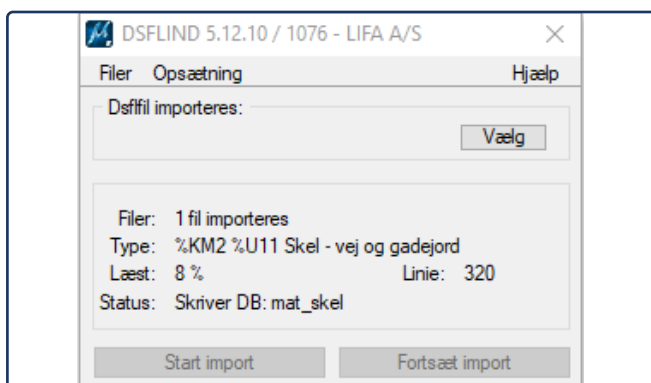 DSFLIND 5.12.10 / 1076 - LIFA A/S
Filer Opsætning Hjælp
Dsflfil importeres:
Vælg
Filer: 1 fil importeres
Type: %KM2 %U11 Skel - vej og gadejord
Læst: 8 % Linie: 320
Status: Skriver DB: mat_skel
Start import Fortsæt import